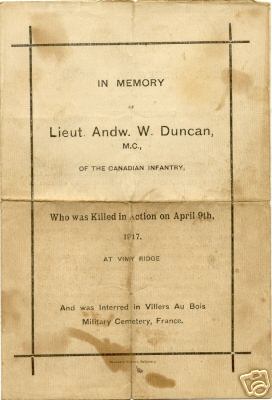 IN MEMORY
OF
Lieut. Andw. W. Duncan,
M.C.,
OF THE CANADIAN INFANTRY,
Who was Killed in Action on April 9th,
1917.
AT VIMY RIDGE
And was Interred in Villers Au Bois
Military Cemetery, France.